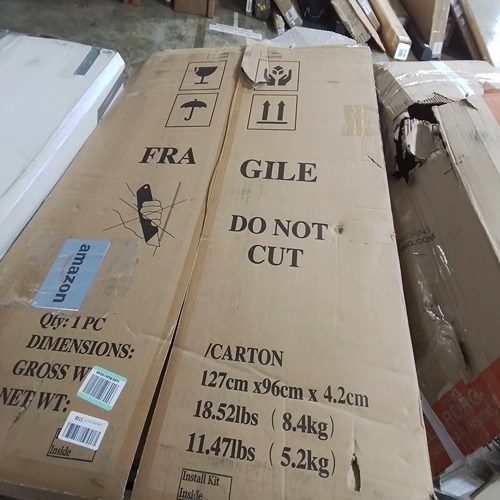 FRA GILE
DO NOT
CUT
amazon
Qty: 1 PC /CARTON
DIMENSIONS: 127cm x96cm x 4.2cm
GROSS W 18.52lbs ( 8.4kg)
NET WT: 11.47lbs ( 5.2kg)
Inside
Install Kit
Inside